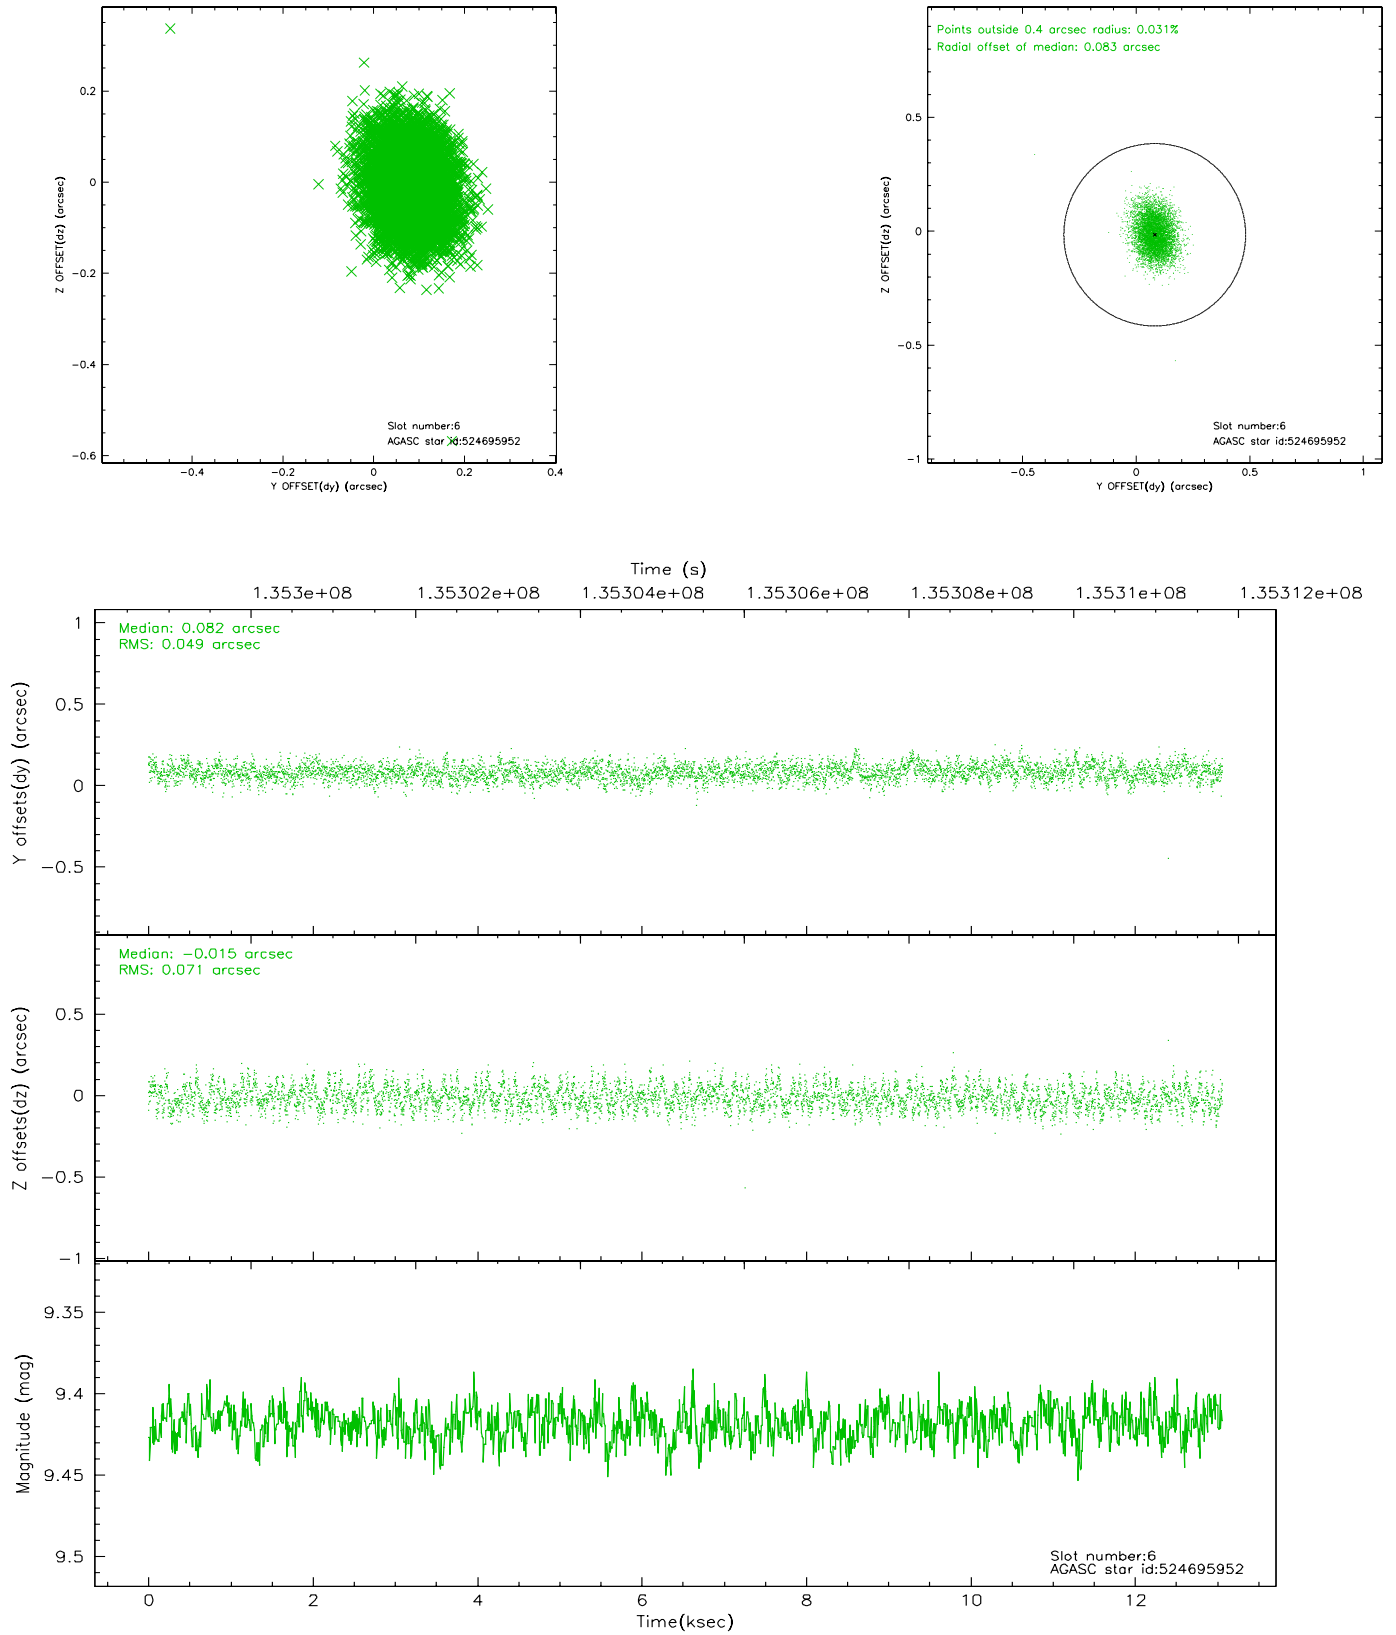 0.2
0
−0.2
−0.4
−0.6
−0.4
−0.2
0
0.2
0.4
Z OFFSET(dz) (arcsec)
Y OFFSET(dy) (arcsec)
Slot number:6
AGASC star id:524695952
Points outside 0.4 arcsec radius: 0.031%
Radial offset of median: 0.083 arcsec
0.5
0
−0.5
−1
−0.5
0
0.5
1
Z OFFSET(dz) (arcsec)
Y OFFSET(dy) (arcsec)
Slot number:6
AGASC star id:524695952
Time (s)
1.353e+08 1.35302e+08 1.35304e+08 1.35306e+08 1.35308e+08 1.3531e+08 1.35312e+08
Median: 0.082 arcsec
RMS: 0.049 arcsec
1
0.5
0
−0.5
Y offsets(dy) (arcsec)
Median: −0.015 arcsec
RMS: 0.071 arcsec
0.5
0
−0.5
−1
Z offsets(dz) (arcsec)
9.35
9.4
9.45
9.5
Magnitude (mag)
Slot number:6
AGASC star id:524695952
0 2 4 6 8 10 12
Time(ksec)